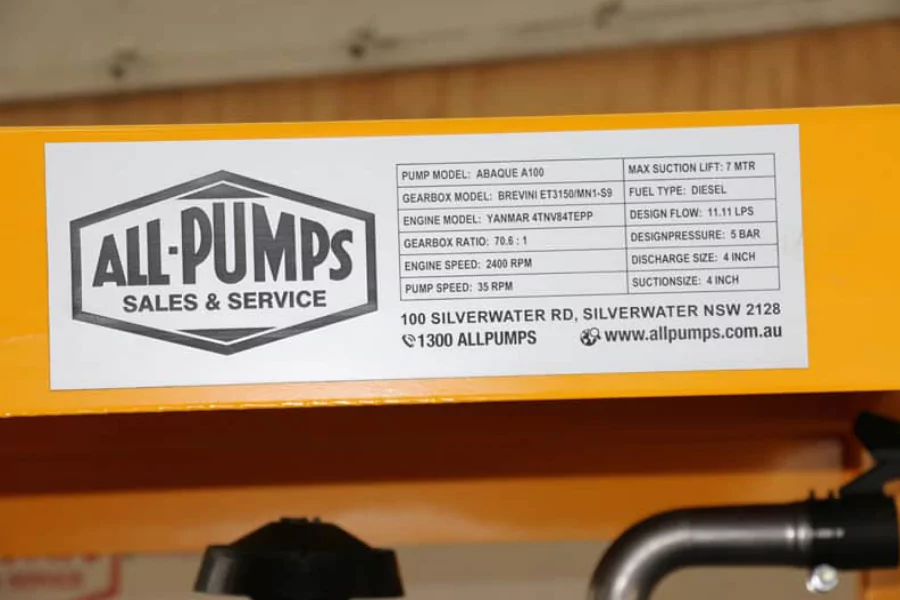 ALL-PUMPS
SALES & SERVICE
PUMP MODEL: ABAQUE A100
GEARBOX MODEL: BREVINI ET3150/MN1-S9
ENGINE MODEL: YANMAR 4TNV84TEPP
GEARBOX RATIO: 70.6 : 1
ENGINE SPEED: 2400 RPM
PUMP SPEED: 35 RPM
MAX SUCTION LIFT: 7 MTR
FUEL TYPE: DIESEL
DESIGN FLOW: 11.11 LPS
DESIGNPRESSURE: 5 BAR
DISCHARGE SIZE: 4 INCH
SUCTIONSIZE: 4 INCH
100 SILVERWATER RD, SILVERWATER NSW 2128
1300 ALLPUMPS
www.allpumps.com.au